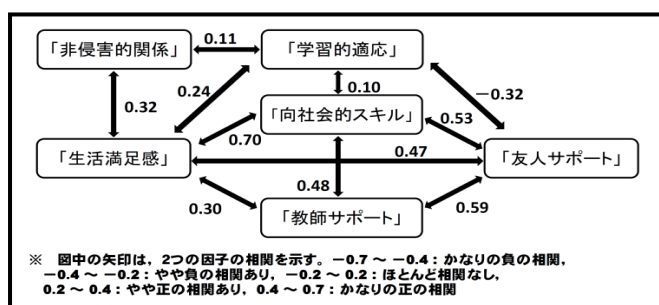 「非侵害的関係」
0.11
「学習的適応」
0.32
0.24
0.10
－0.32
「向社会的スキル」
0.70
0.53
「生活満足感」
0.47
「友人サポート」
0.48
0.30
0.59
「教師サポート」
※　図中の矢印は，2つの因子の相関を示す。－0.7 ～ －0.4：かなりの負の相関，
－0.4 ～ －0.2：やや負の相関あり，－0.2 ～ 0.2：ほとんど相関なし，
0.2 ～ 0.4：やや正の相関あり，0.4 ～ 0.7：かなりの正の相関